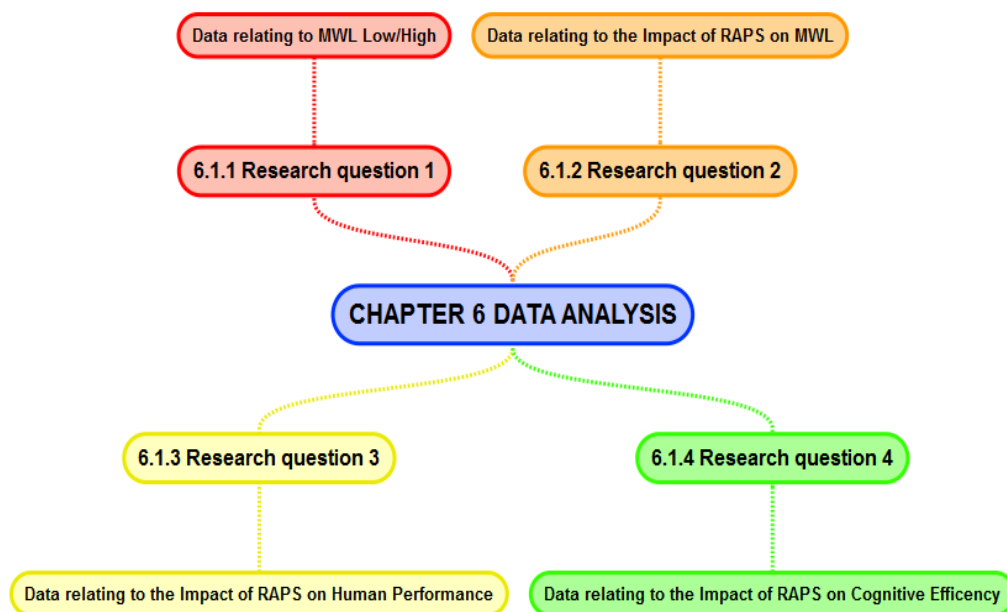 Data relating to MWL Low/High
Data relating to the Impact of RAPS on MWL
6.1.1 Research question 1
6.1.2 Research question 2
CHAPTER 6 DATA ANALYSIS
6.1.3 Research question 3
6.1.4 Research question 4
Data relating to the Impact of RAPS on Human Performance
Data relating to the Impact of RAPS on Cognitive Efficency